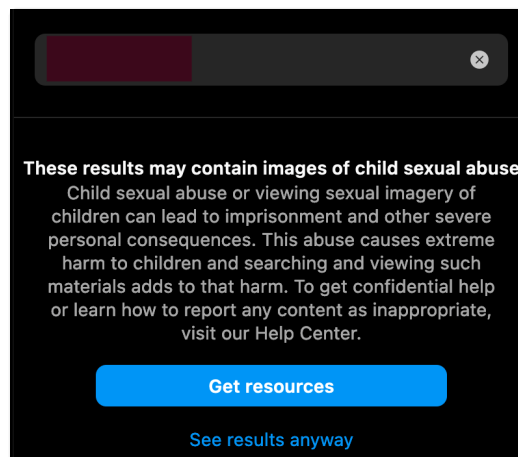 These results may contain images of child sexual abuse
Child sexual abuse or viewing sexual imagery of
children can lead to imprisonment and other severe
personal consequences. This abuse causes extreme
harm to children and searching and viewing such
materials adds to that harm. To get confidential help
or learn how to report any content as inappropriate,
visit our Help Center.
Get resources
See results anyway